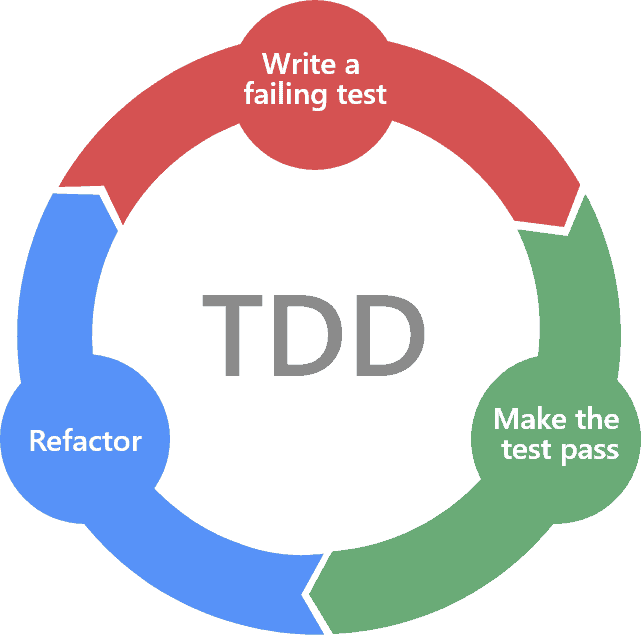 Write a
failing test
TDD
Make the
test pass
Refactor